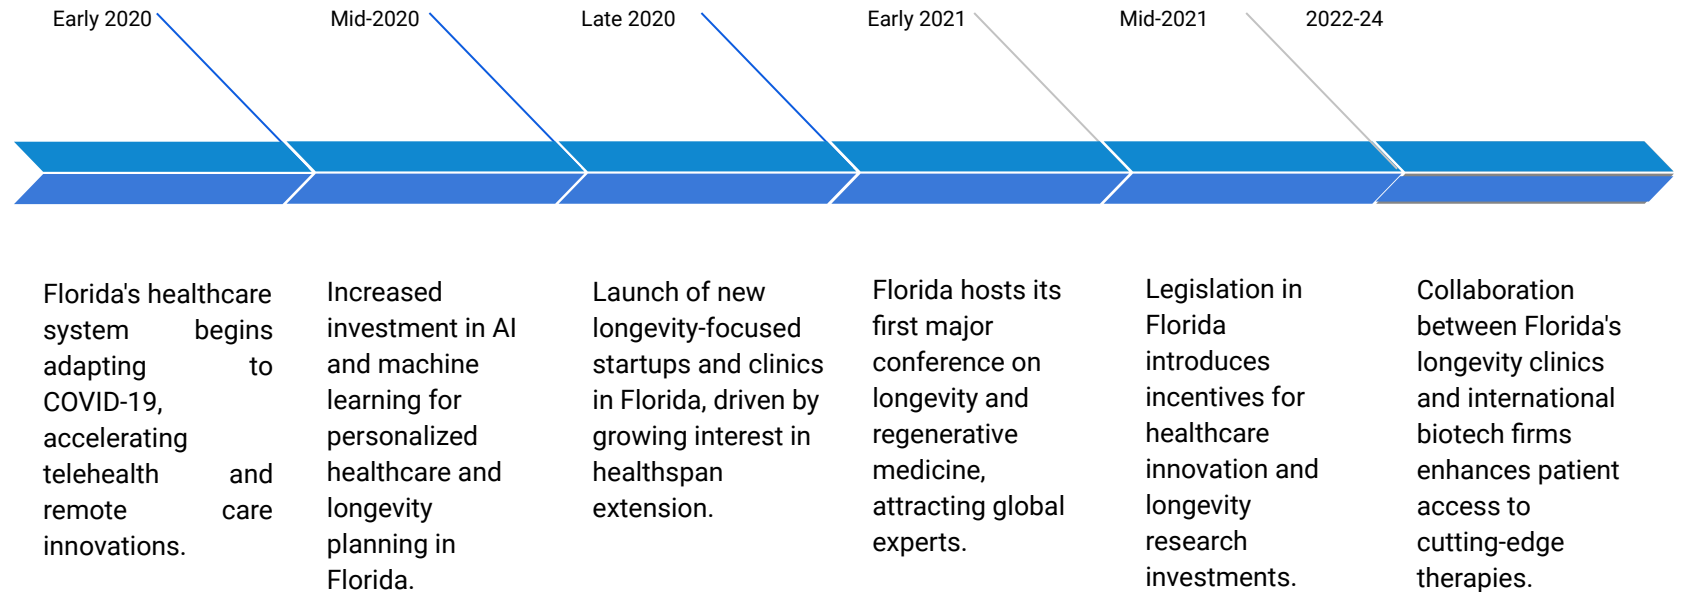 Early 2020
Mid-2020
Late 2020
Early 2021
Mid-2021
2022-24
Florida's healthcare
system begins
adapting to
COVID-19,
accelerating
telehealth and
remote care
innovations.
Increased
investment in AI
and machine
learning for
personalized
healthcare and
longevity
planning in
Florida.
Launch of new
longevity-focused
startups and clinics
in Florida, driven by
growing interest in
healthspan
extension.
Florida hosts its
first major
conference on
longevity and
regenerative
medicine,
attracting global
experts.
Legislation in
Florida
introduces
incentives for
healthcare
innovation and
longevity
research
investments.
Collaboration
between Florida's
longevity clinics
and international
biotech firms
enhances patient
access to
cutting-edge
therapies.